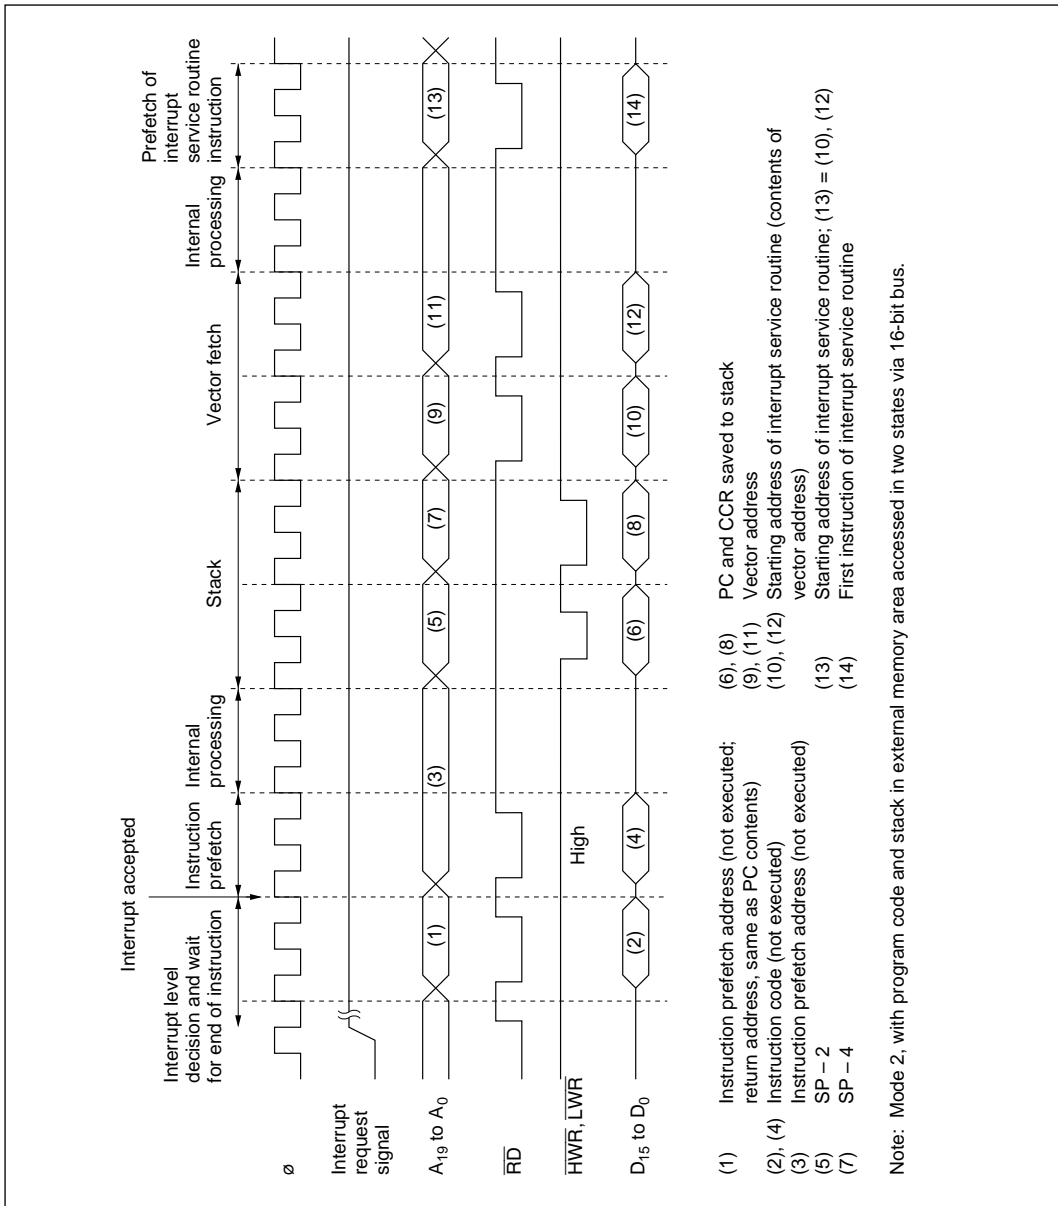 Interrupt accepted
Interrupt level
decision and wait
for end of instruction
Instruction
prefetch
Internal
processing
Stack
Vector fetch
Internal
processing
Prefetch of
interrupt
service routine
instruction
ø
Interrupt
request
signal
A19 to A0
(1)
(3)
(5)
(7)
(9)
(11)
(13)
RD
HWR, LWR
High
D15 to D0
(2)
(4)
(6)
(8)
(10)
(12)
(14)
(1) Instruction prefetch address (not executed;
return address, same as PC contents)
(2), (4) Instruction code (not executed)
(3) Instruction prefetch address (not executed)
(5) SP – 2
(7) SP – 4
(6), (8) PC and CCR saved to stack
(9), (11) Vector address
(10), (12) Starting address of interrupt service routine (contents of
vector address)
(13) Starting address of interrupt service routine; (13) = (10), (12)
(14) First instruction of interrupt service routine
Note: Mode 2, with program code and stack in external memory area accessed in two states via 16-bit bus.